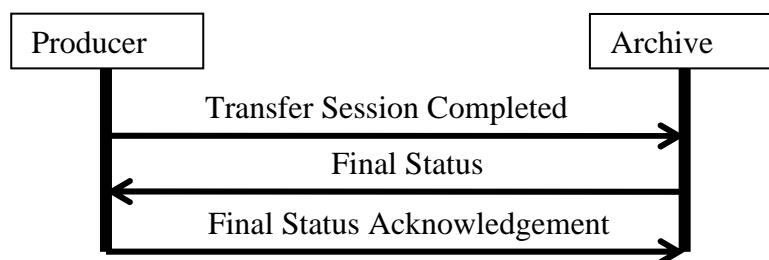 Producer
Archive
Transfer Session Completed
Final Status
Final Status Acknowledgement